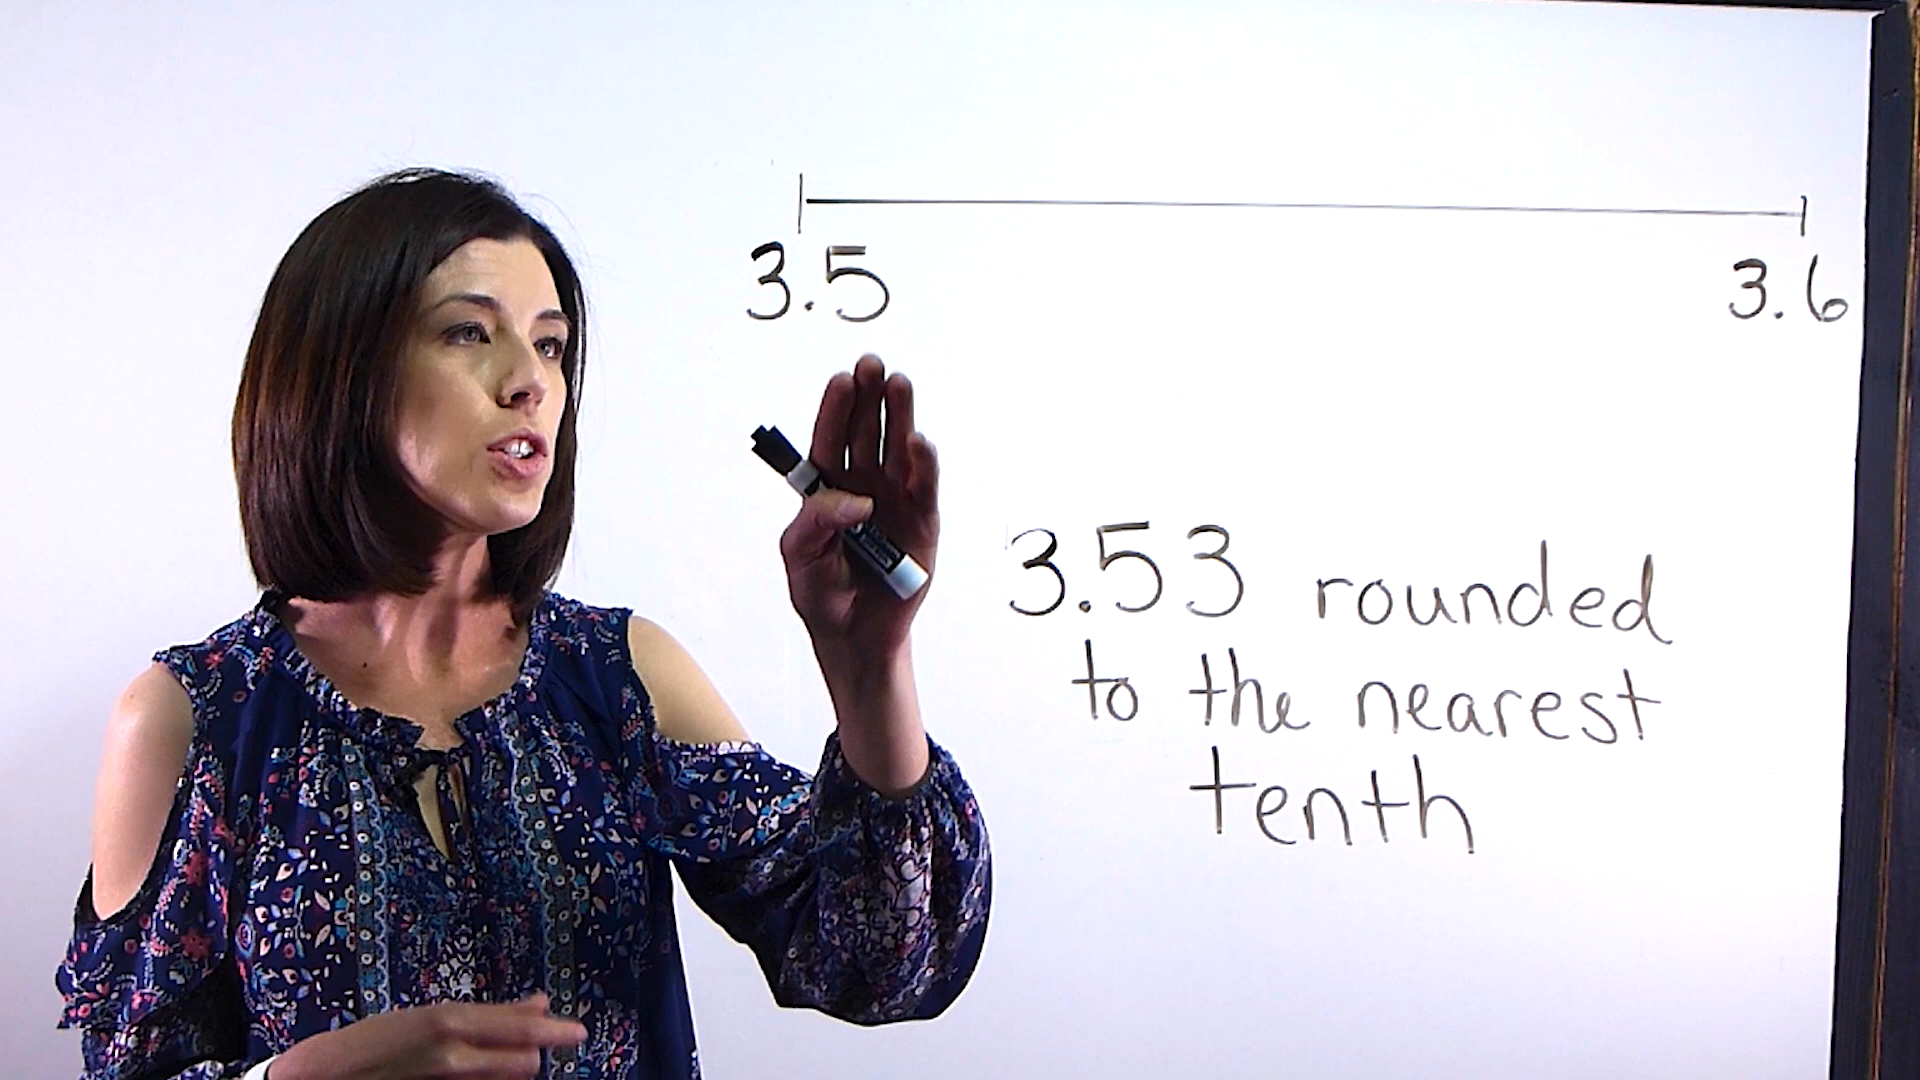 3.5 3.6
3.53 rounded
to the nearest
tenth